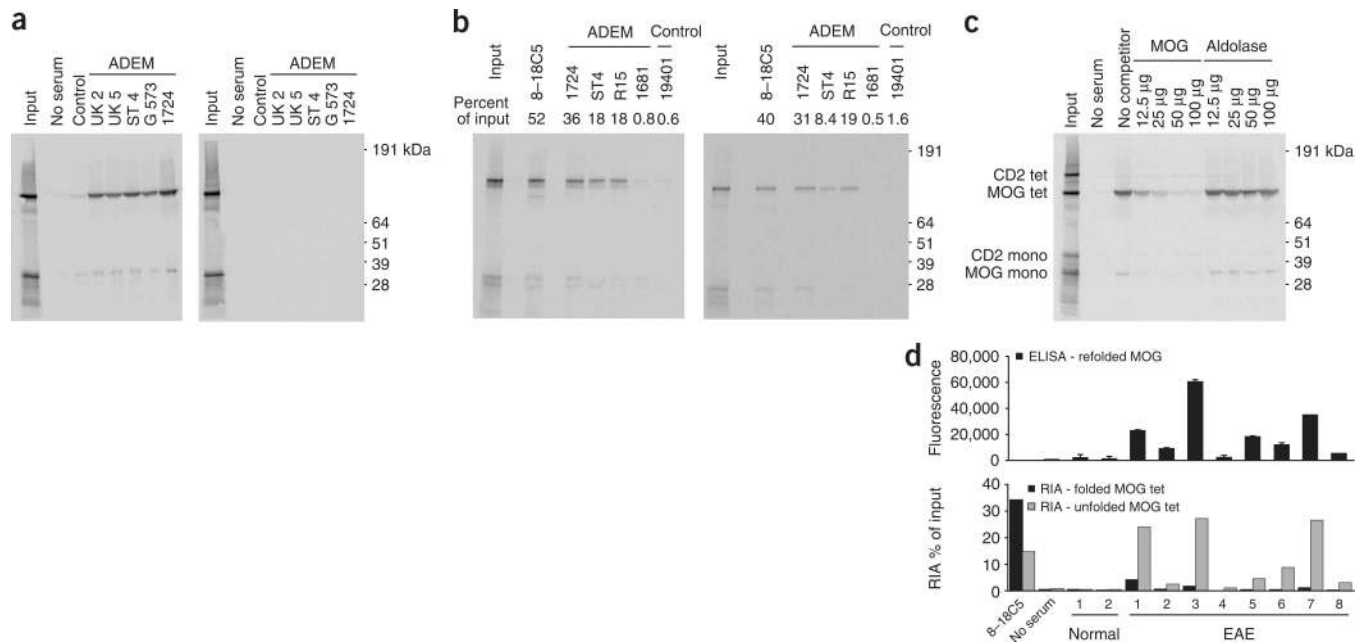 a
ADEM
ADEM
Input
No serum
Control
UK 2
UK 5
ST 4
G 573
1724
Input
No serum
Control
UK 2
UK 5
ST 4
G 573
1724
191 kDa
64
51
39
28
b
ADEM
Control
ADEM
Control
Input
8–18C5
1724
ST4
R15
1681
19401
Input
8–18C5
1724
ST4
R15
1681
19401
Percent
of input
52 36 18 18 0.8 0.6
40 31 8.4 19 0.5 1.6
191
64
51
39
28
c
MOG
Aldolase
Input
No serum
No competitor
12.5 µg
25 µg
50 µg
100 µg
12.5 µg
25 µg
50 µg
100 µg
191 kDa
CD2 tet
MOG tet
64
51
CD2 mono
39
MOG mono
28
d
80,000
60,000
40,000
20,000
0
Fluorescence
ELISA - refolded MOG
40
30
20
10
0
RIA % of input
RIA - folded MOG tet
RIA - unfolded MOG tet
8–18C5
No serum
1 2
1 2 3 4 5 6 7 8
Normal
EAE